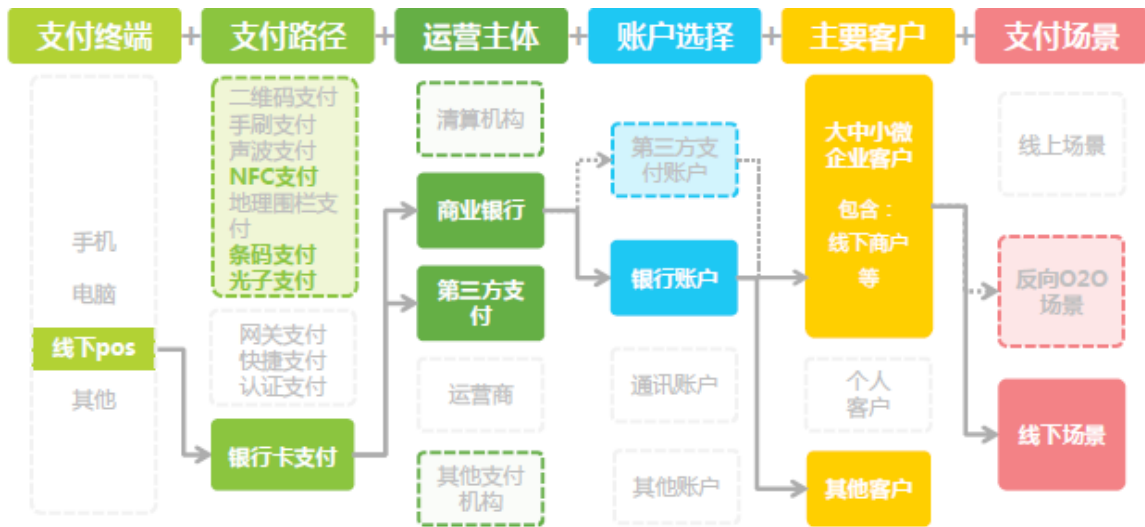 支付终端 + 支付路径 + 运营主体 + 账户选择 + 主要客户 + 支付场景
手机
电脑
线下pos
其他
二维码支付
手刷支付
声波支付
NFC支付
地理围栏支
付
条码支付
光子支付
网关支付
快捷支付
认证支付
银行卡支付
清算机构
商业银行
第三方支
付
运营商
其他支付
机构
第三方支
付账户
银行账户
通讯账户
其他账户
大中小微
企业客户
包含：
线下商户
等
个人
客户
其他客户
线上场景
反向O2O
场景
线下场景